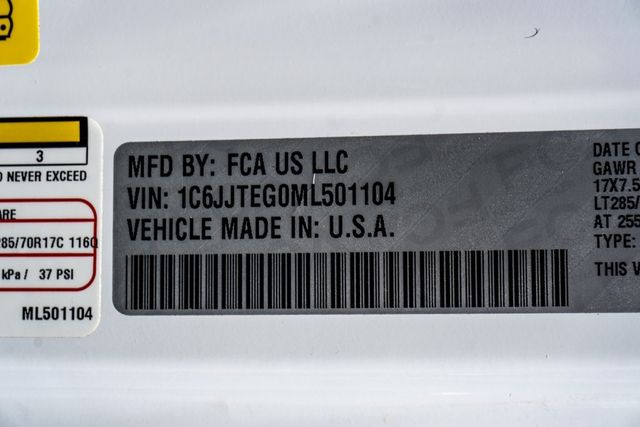 3
D NEVER EXCEED
ARE
285/70R17C 116Q
kPa / 37 PSI
ML501104
MFD BY: FCA US LLC
VIN: 1C6JJTEG0ML501104
VEHICLE MADE IN: U.S.A.
DATE O
GAWR
17X7.5
LT285/
AT 255
TYPE:
THIS V